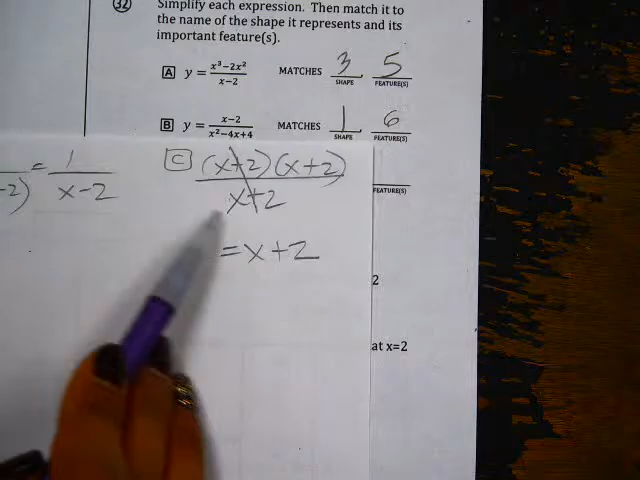 32 Simplify each expression. Then match it to
the name of the shape it represents and its
important feature(s).
A y = (x³−2x²)/(x−2) MATCHES 3 5
SHAPE FEATURE(S)
B y = (x−2)/(x²−4x+4) MATCHES 1 6
SHAPE FEATURE(S)
−2) = 1/(x−2)
C (x+2)(x+2)/(x+2)
FEATURE(S)
= x+2
2
at x=2